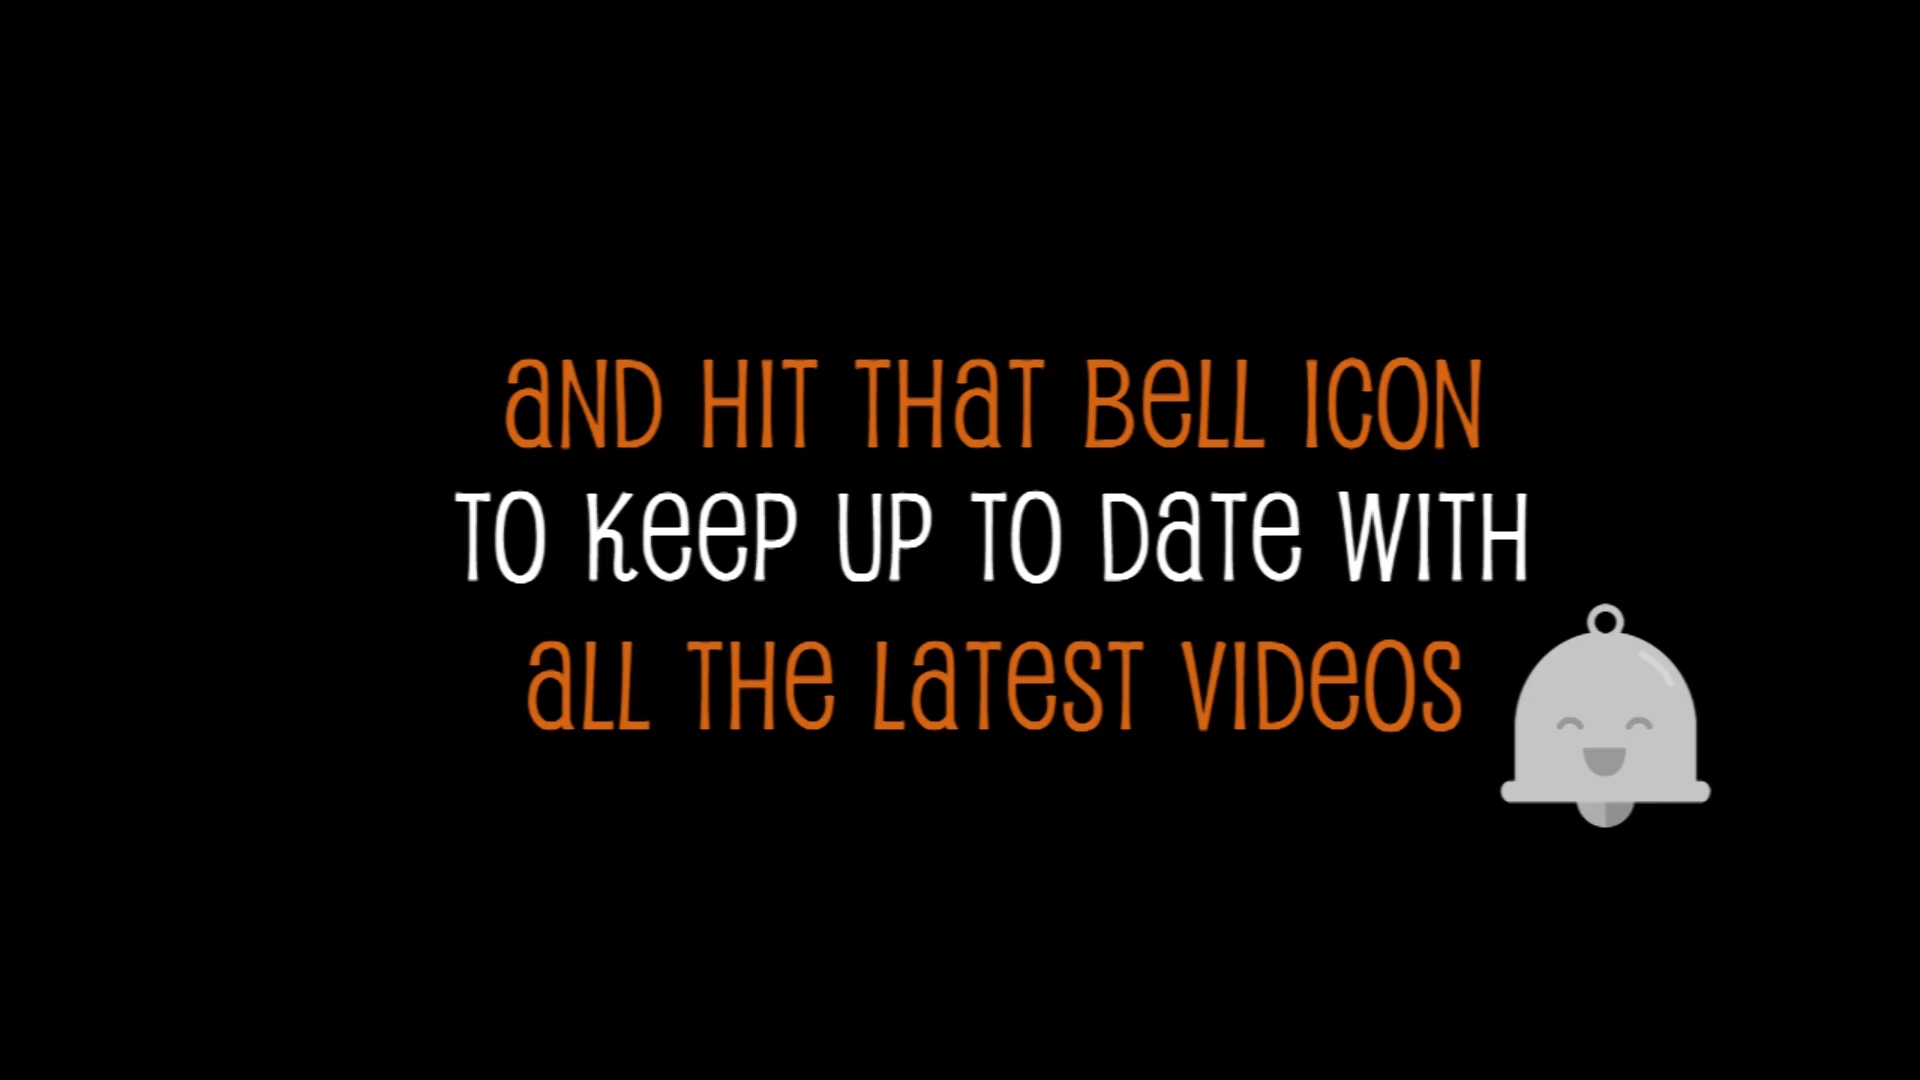 aND HIT THaT BeLL ICON
TO KeeP UP TO DaTe WITH
aLL THe LaTeST VIDeOS